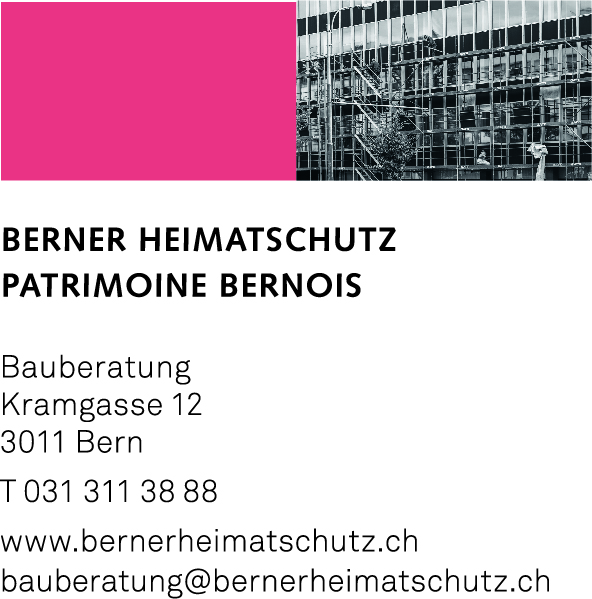 BERNER HEIMATSCHUTZ
PATRIMOINE BERNOIS
Bauberatung
Kramgasse 12
3011 Bern
T 031 311 38 88
www.bernerheimatschutz.ch
bauberatung@bernerheimatschutz.ch